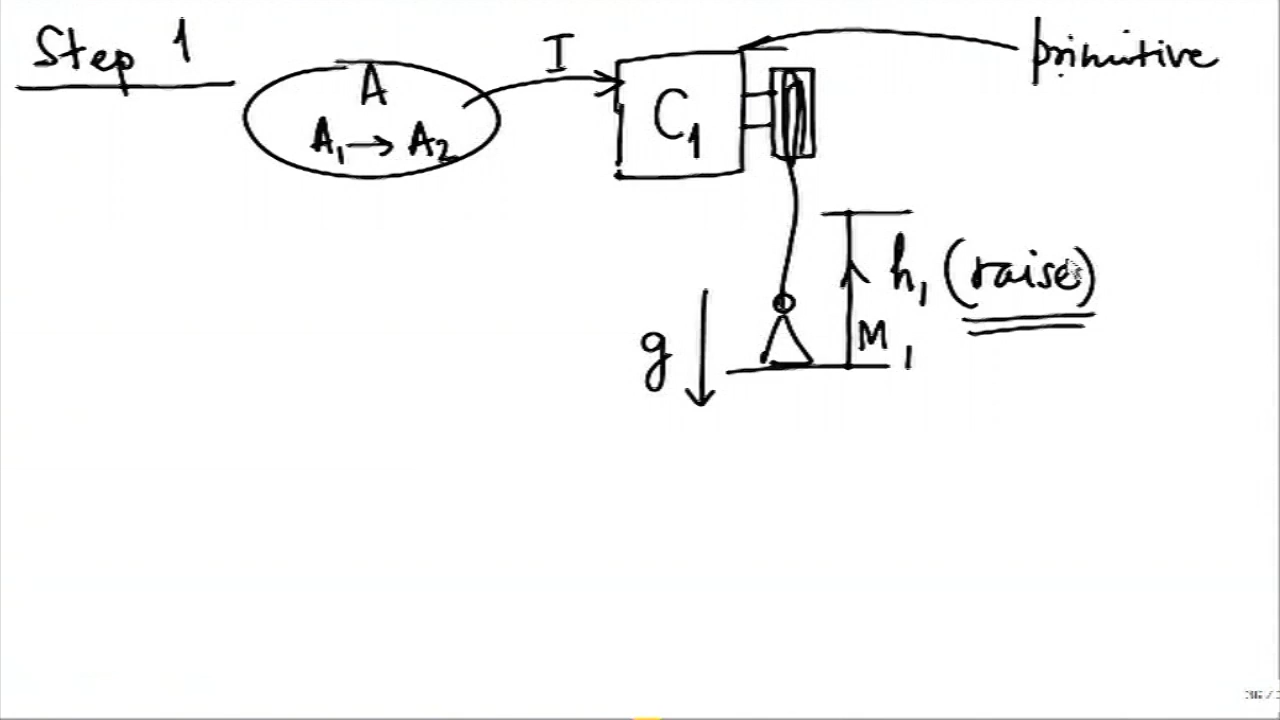 Step 1
I
primitive
A
A₁ → A₂
C₁
h₁ (raise)
M₁
g